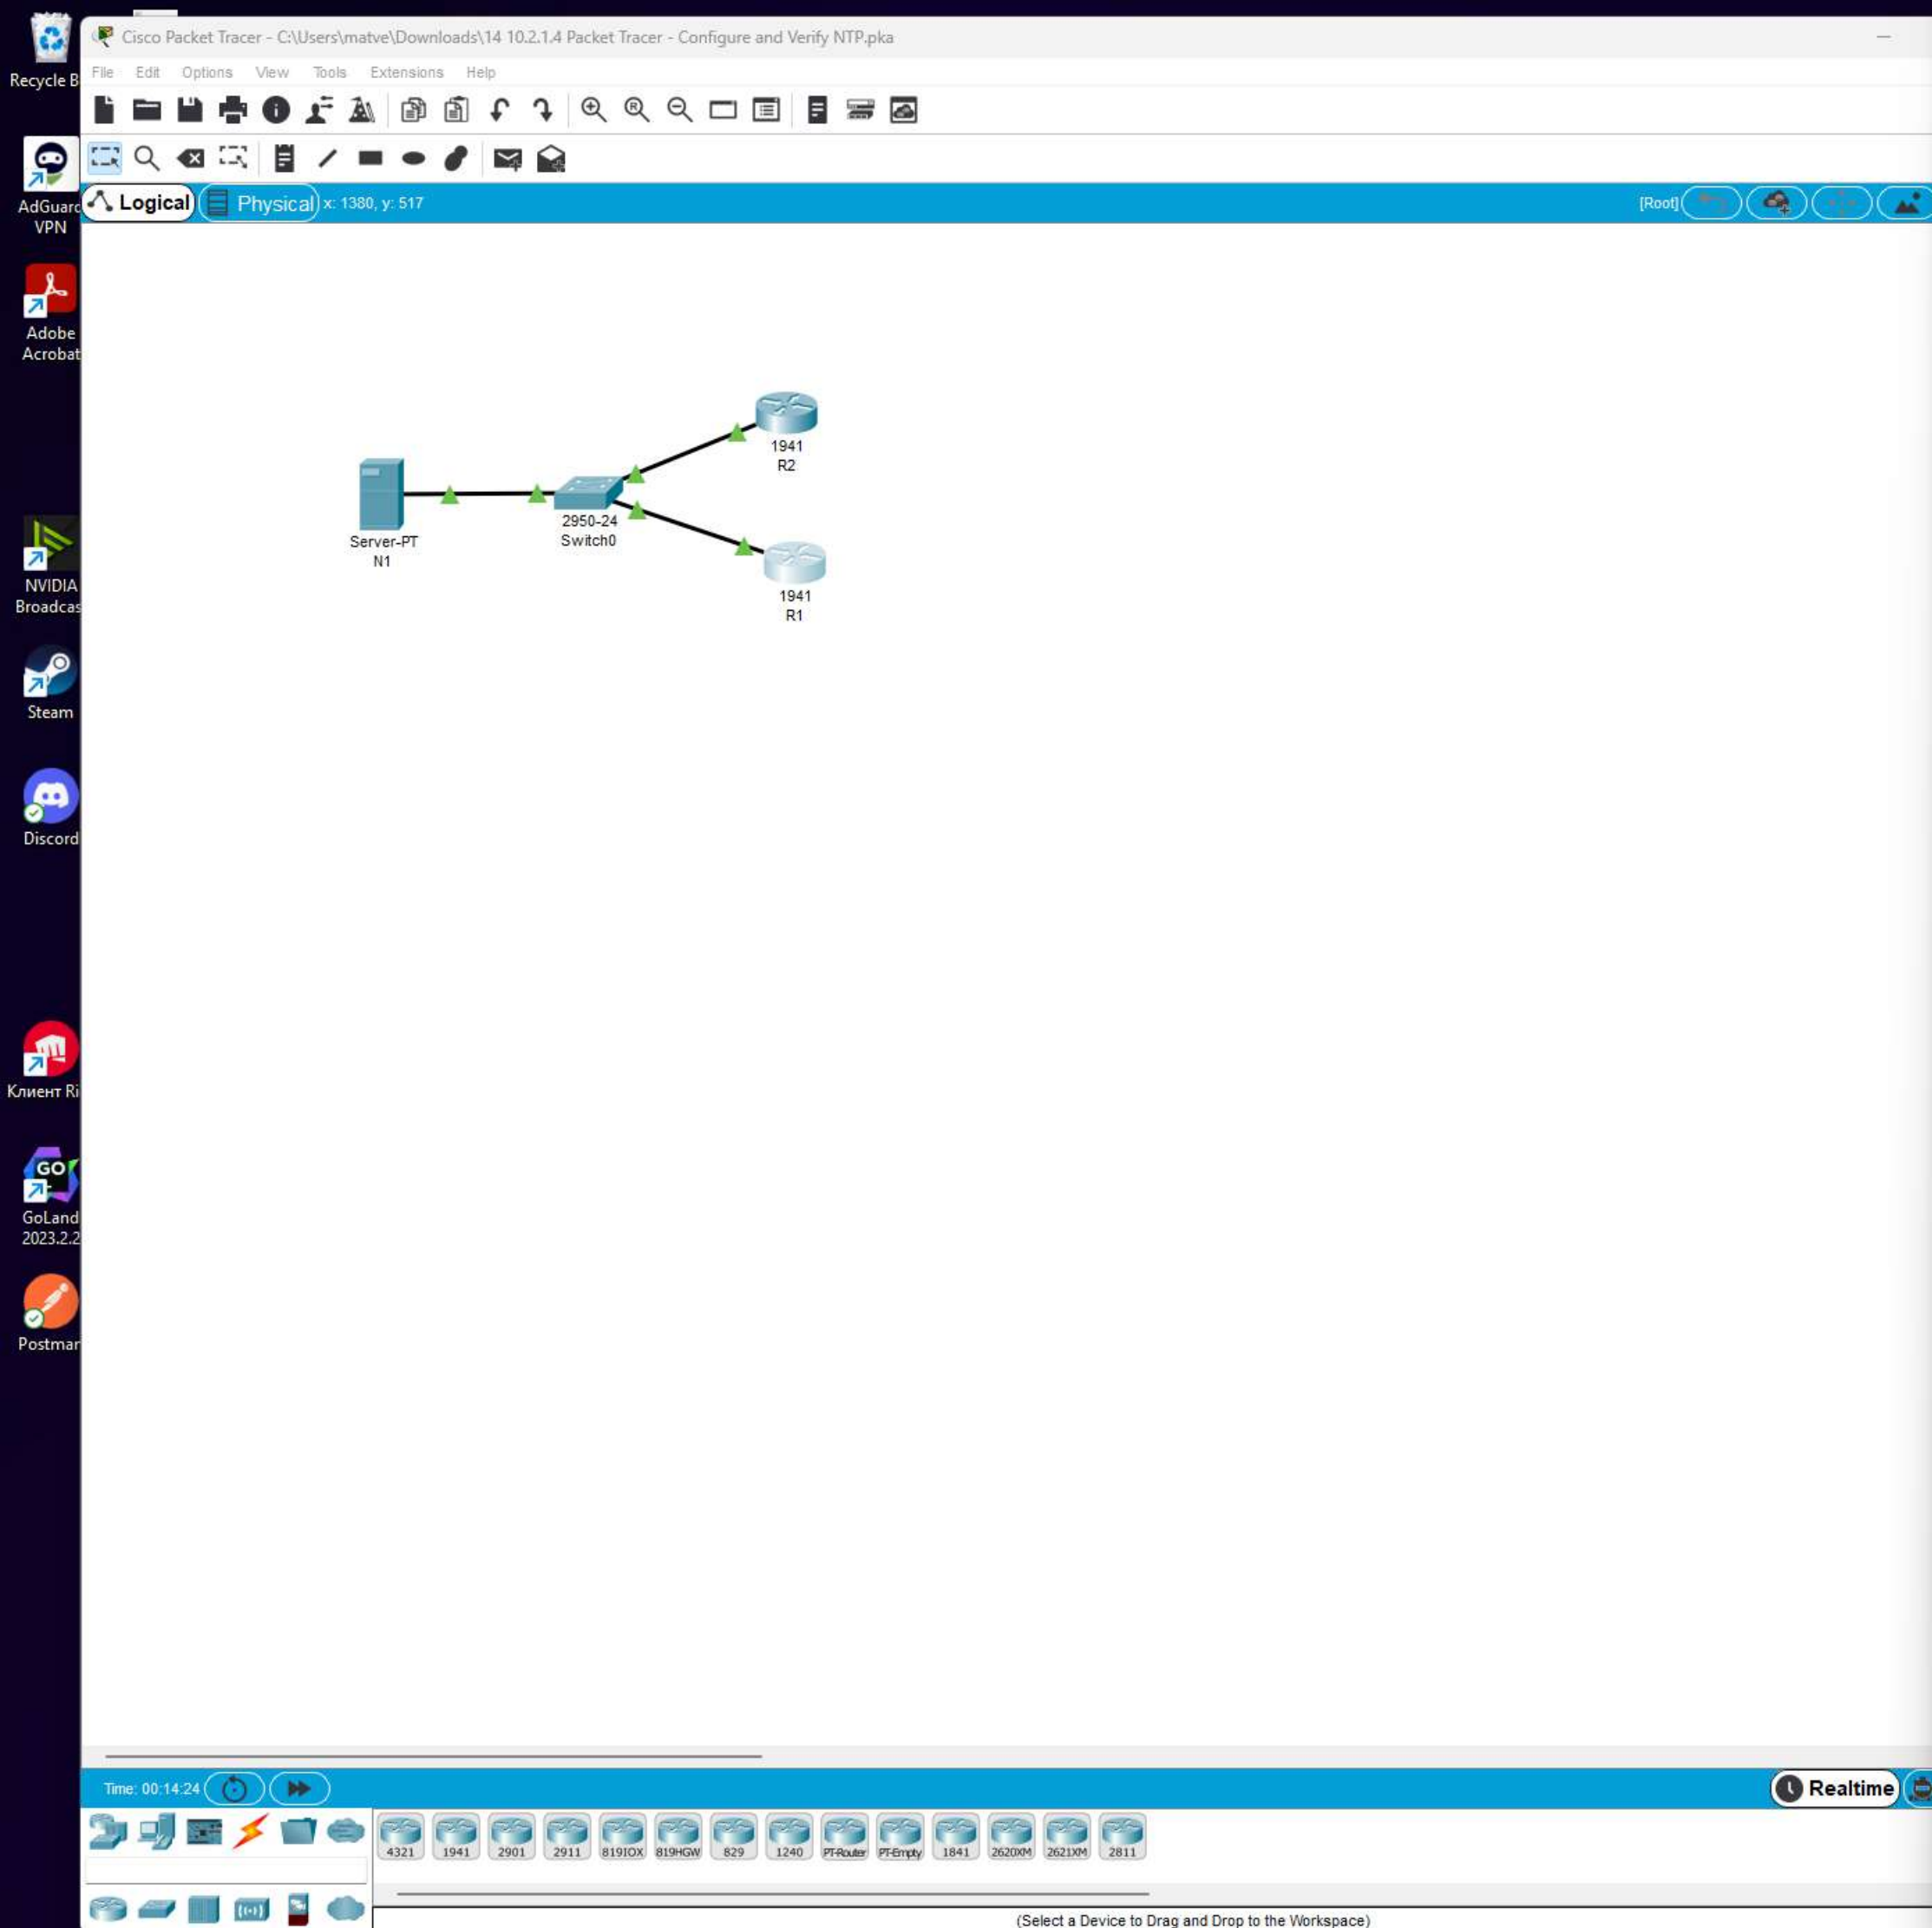 Recycle B
AdGuard
VPN
Adobe
Acrobat
NVIDIA
Broadcas
Steam
Discord
Клиент Ri
GO
GoLand
2023.2.2
Postman
Cisco Packet Tracer - C:\Users\matve\Downloads\14 10.2.1.4 Packet Tracer - Configure and Verify NTP.pka
File Edit Options View Tools Extensions Help
Logical Physical x: 1380, y: 517 [Root]
1941
R2
2950-24
Switch0
Server-PT
N1
1941
R1
Time: 00:14:24 Realtime
4321 1941 2901 2911 819IOX 819HGW 829 1240 PT-Router PT-Empty 1841 2620XM 2621XM 2811
(Select a Device to Drag and Drop to the Workspace)